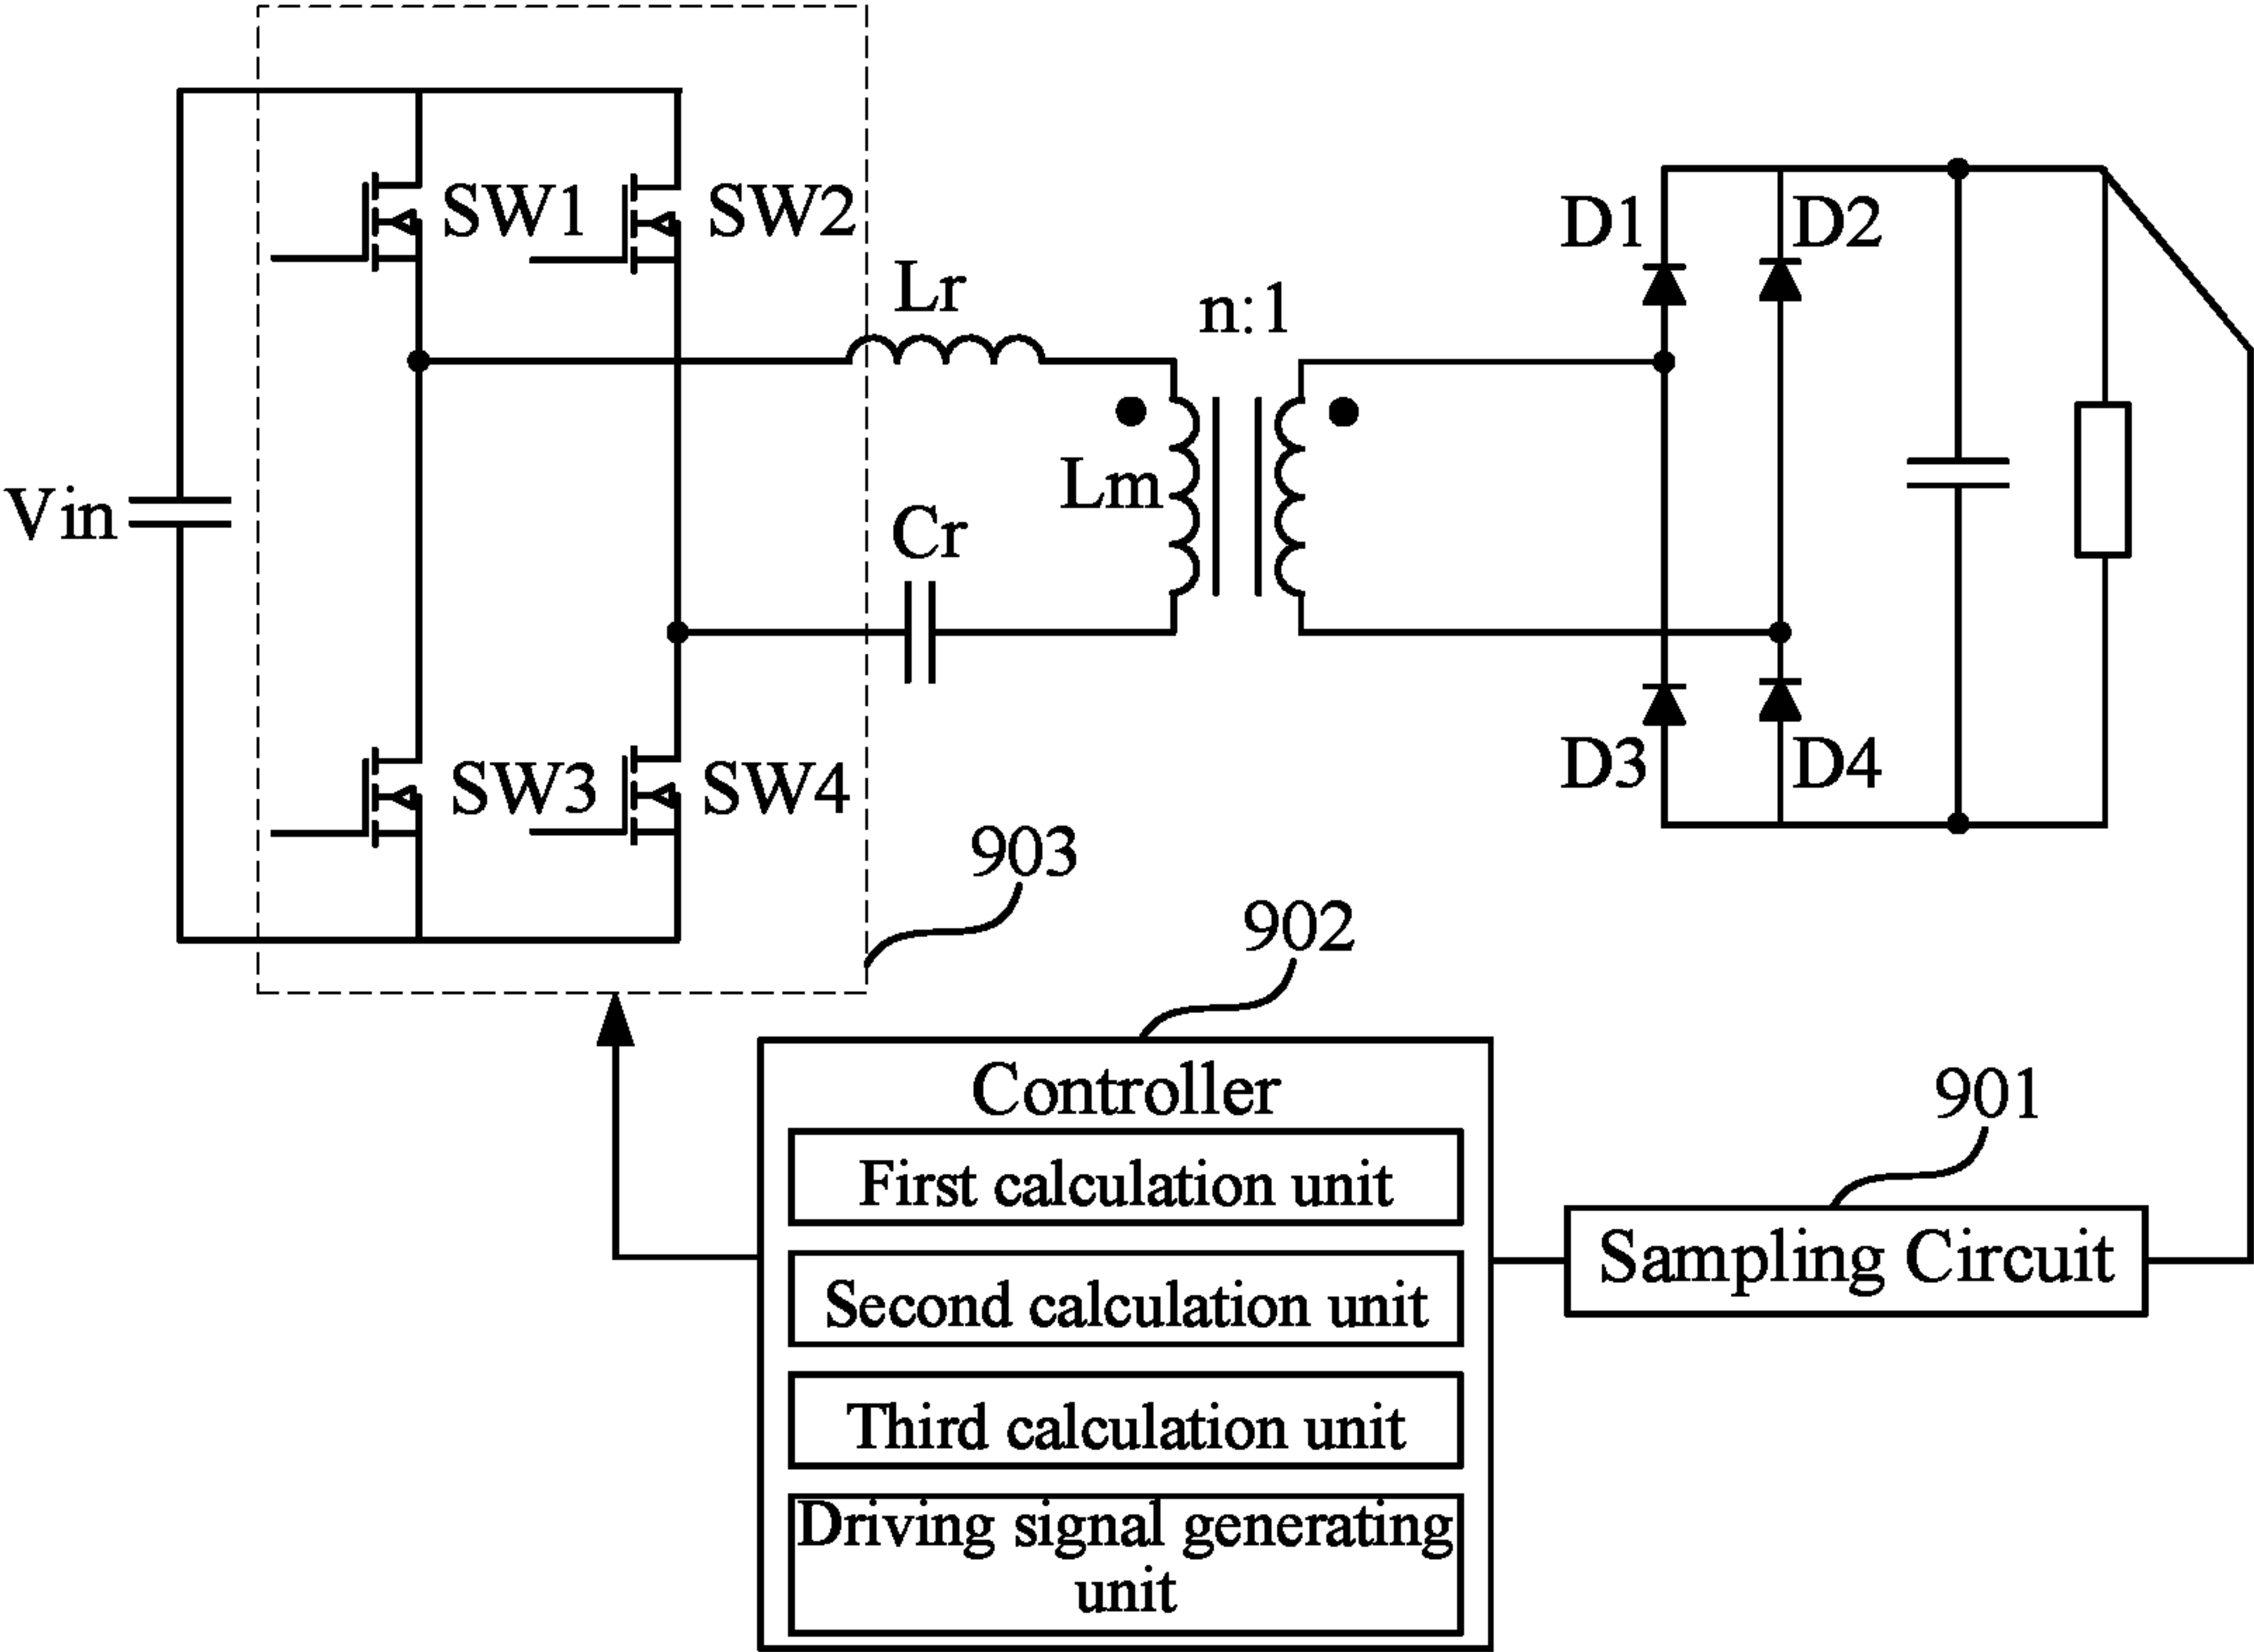 SW1
SW2
D1
D2
Lr
n:1
Vin
Lm
Cr
SW3
SW4
D3
D4
903
902
Controller
901
First calculation unit
Sampling Circuit
Second calculation unit
Third calculation unit
Driving signal generating
unit